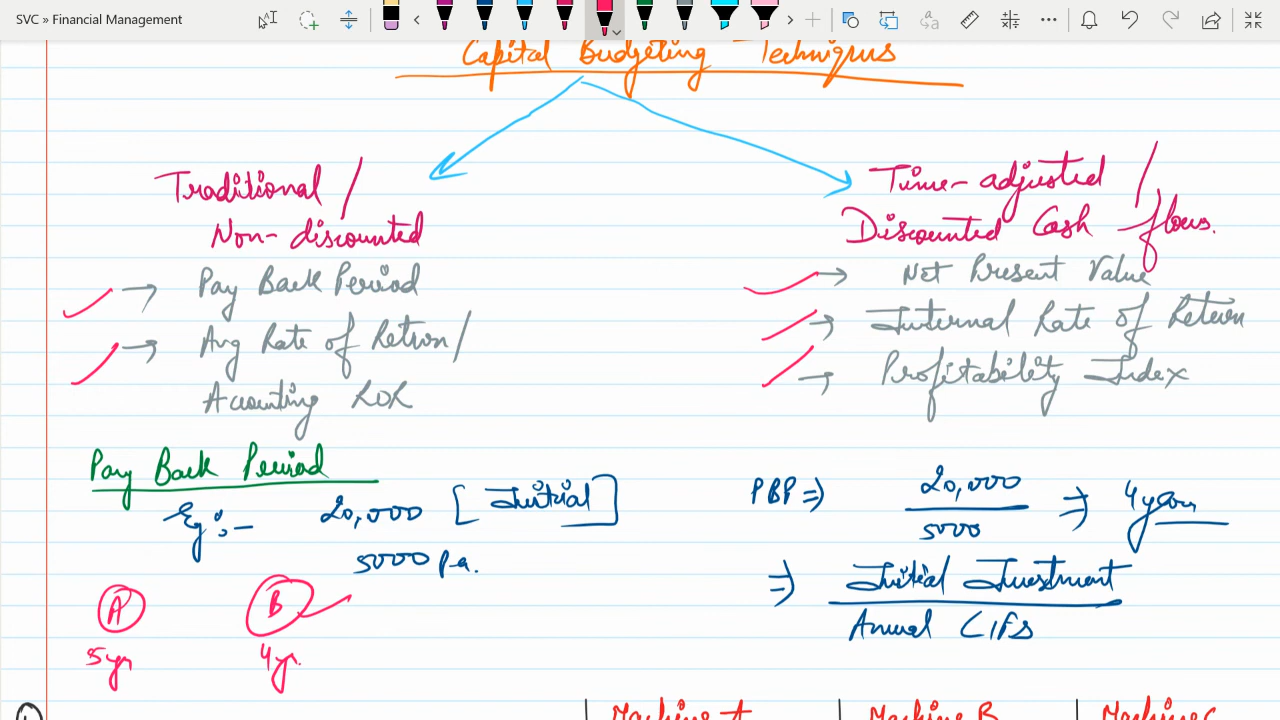 SVC » Financial Management
Capital Budgeting Techniques
Traditional /
Non-discounted
→ Pay Back Period
→ Avg Rate of Return /
Accounting ROR
Time-adjusted /
Discounted Cash flows.
→ Net Present Value
→ Internal Rate of Return
→ Profitability Index
Pay Back Period
Eg:- 20,000 [Initial]
5000 p.a.
A B
5yr 4yr.
PBP ⇒ 20,000 / 5000 ⇒ 4 years
⇒ Initial Investment
Annual CIFs
Machine A Machine B Machine C